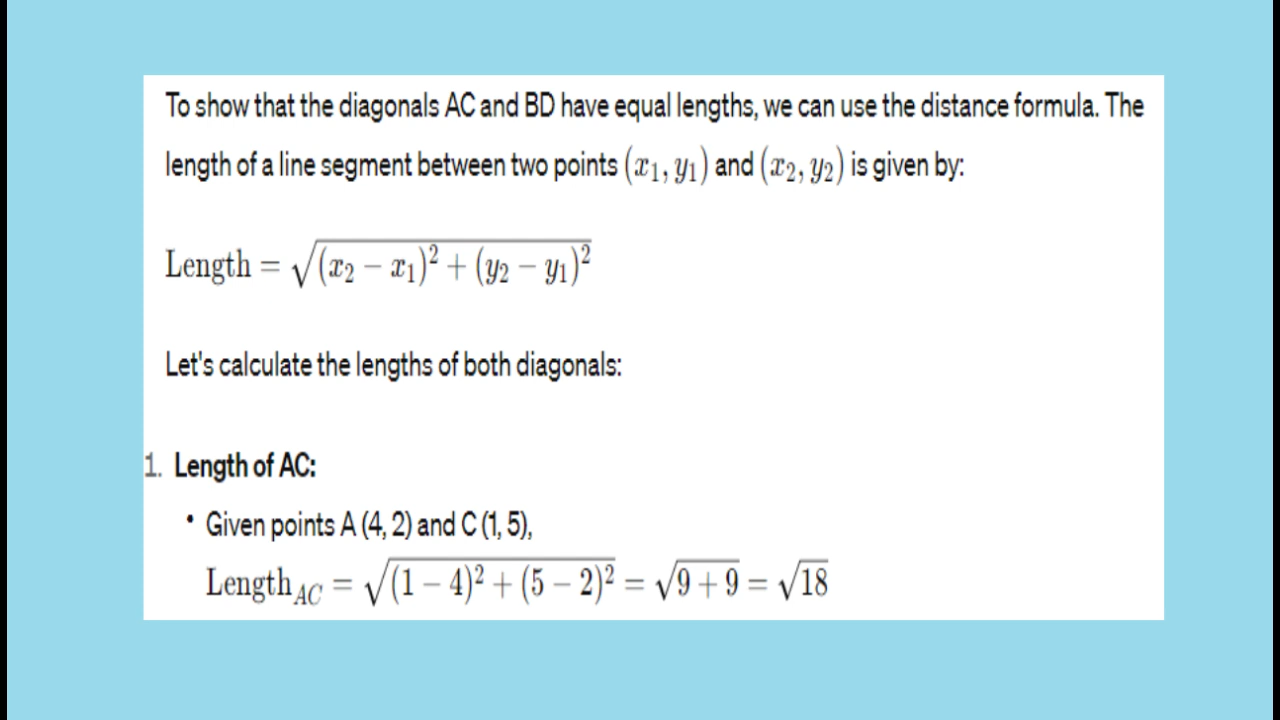 To show that the diagonals AC and BD have equal lengths, we can use the distance formula. The
length of a line segment between two points (x₁, y₁) and (x₂, y₂) is given by:
Length = √((x₂ − x₁)² + (y₂ − y₁)²)
Let's calculate the lengths of both diagonals:
1. Length of AC:
• Given points A (4, 2) and C (1, 5),
Length_AC = √((1 − 4)² + (5 − 2)²) = √(9 + 9) = √18